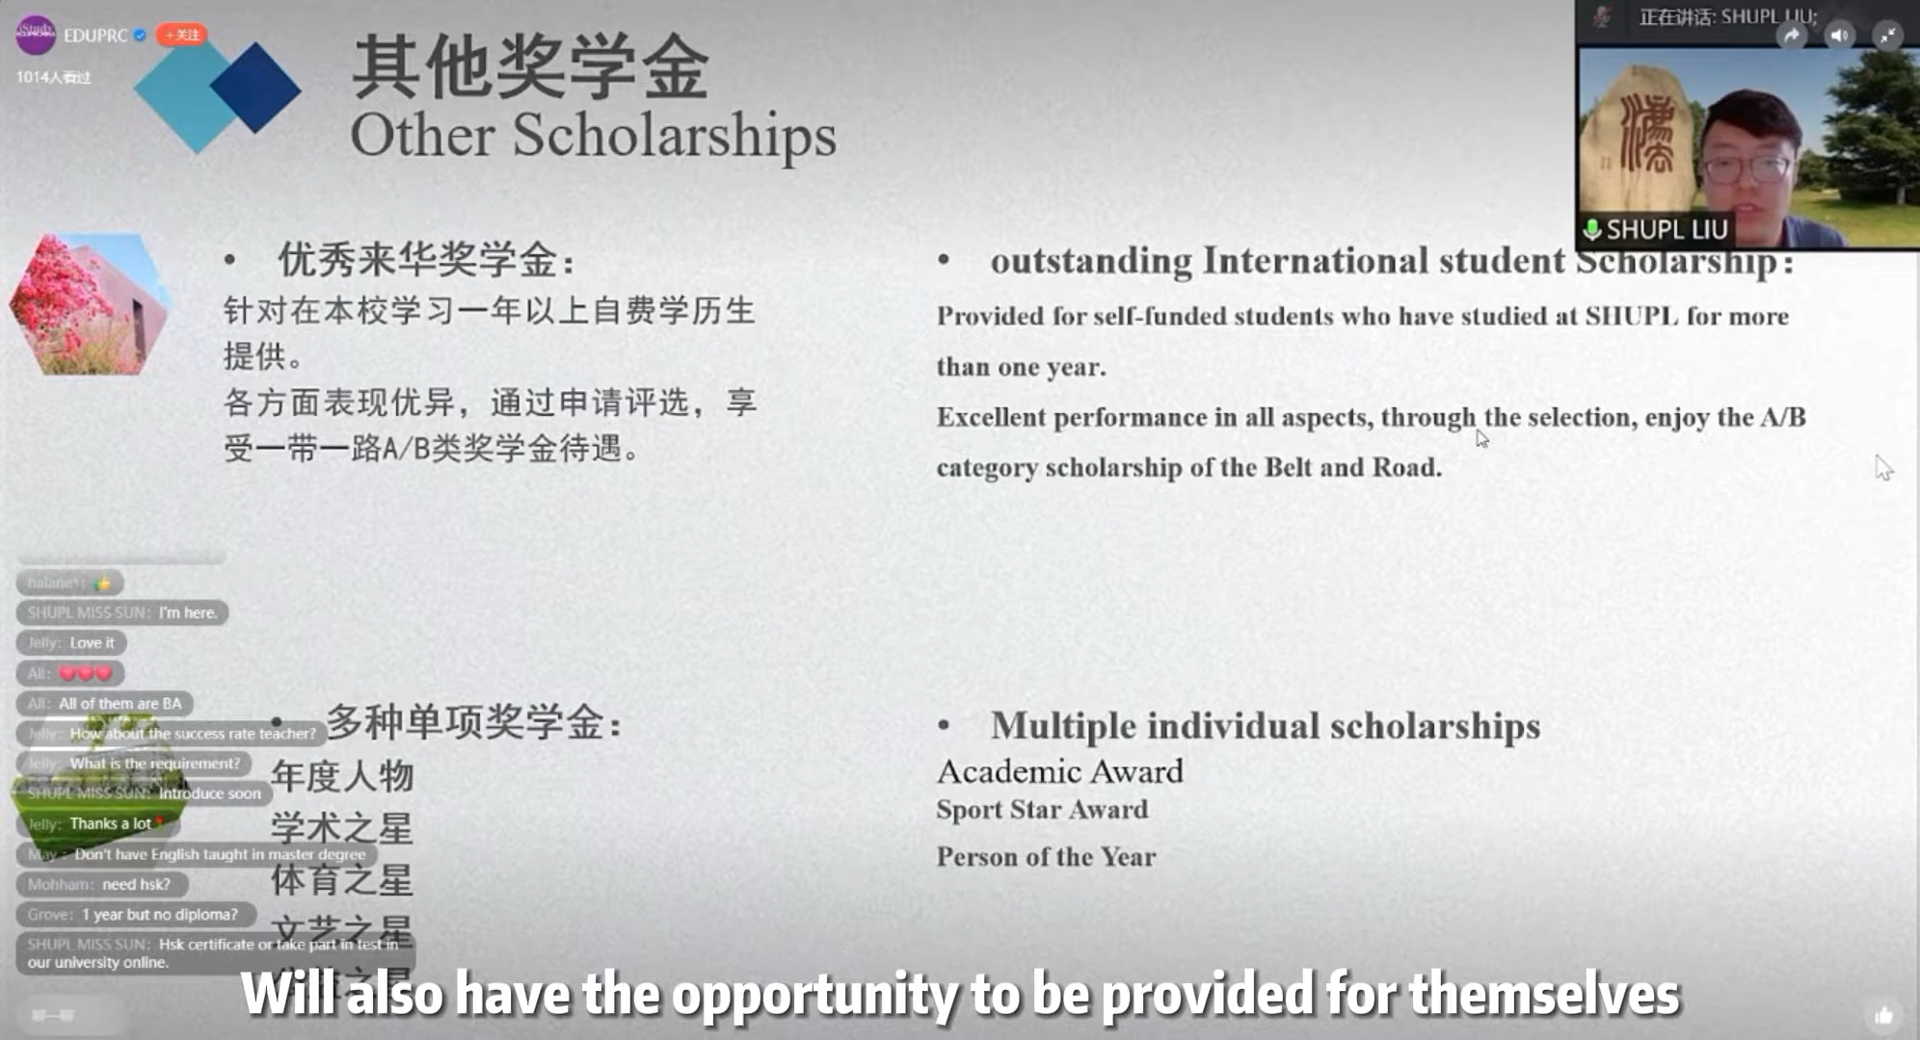 EDUPRC
+关注
1014人看过
正在讲话: SHUPL LIU;
SHUPL LIU
其他奖学金
Other Scholarships
• 优秀来华奖学金：
针对在本校学习一年以上自费学历生
提供。
各方面表现优异，通过申请评选，享
受一带一路A/B类奖学金待遇。
• outstanding International student Scholarship：
Provided for self-funded students who have studied at SHUPL for more
than one year.
Excellent performance in all aspects, through the selection, enjoy the A/B
category scholarship of the Belt and Road.
• 多种单项奖学金：
年度人物
学术之星
体育之星
文艺之星
• Multiple individual scholarships
Academic Award
Sport Star Award
Person of the Year
SHUPL MISS SUN: I'm here.
Jelly: Love it
Ali:
Ali: All of them are BA
Jelly: How about the success rate teacher?
Jelly: What is the requirement?
SHUPL MISS SUN: Introduce soon
Jelly: Thanks a lot
May: Don't have English taught in master degree
Mohham: need hsk?
Grove: 1 year but no diploma?
SHUPL MISS SUN: Hsk certificate or take part in test in
our university online.
Will also have the opportunity to be provided for themselves